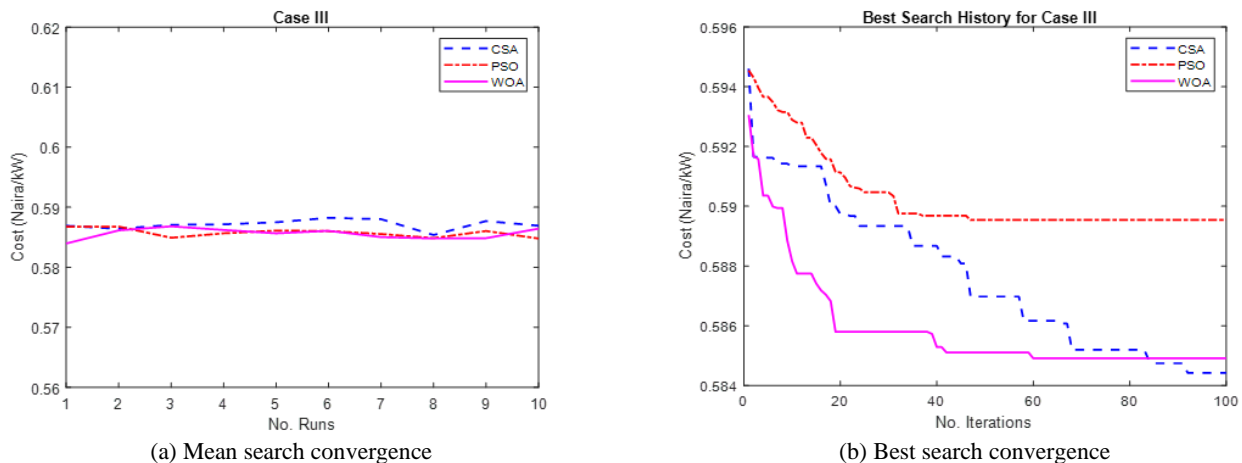 Case III
0.62
0.61
0.6
0.59
0.58
0.57
0.56
Cost (Naira/kW)
CSA
PSO
WOA
1 2 3 4 5 6 7 8 9 10
No. Runs
(a) Mean search convergence
Best Search History for Case III
0.596
0.594
0.592
0.59
0.588
0.586
0.584
Cost (Naira/kW)
CSA
PSO
WOA
0 20 40 60 80 100
No. Iterations
(b) Best search convergence